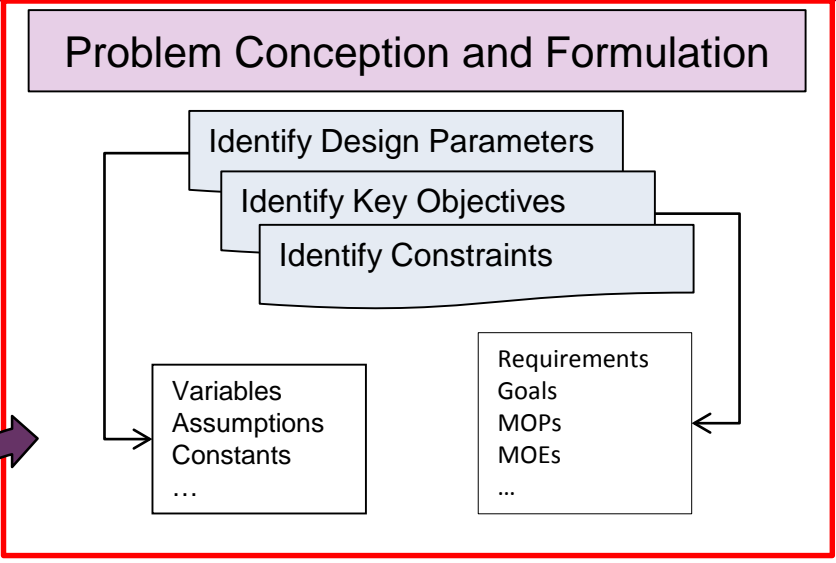 Problem Conception and Formulation
Identify Design Parameters
Identify Key Objectives
Identify Constraints
Variables
Assumptions
Constants
…
Requirements
Goals
MOPs
MOEs
…